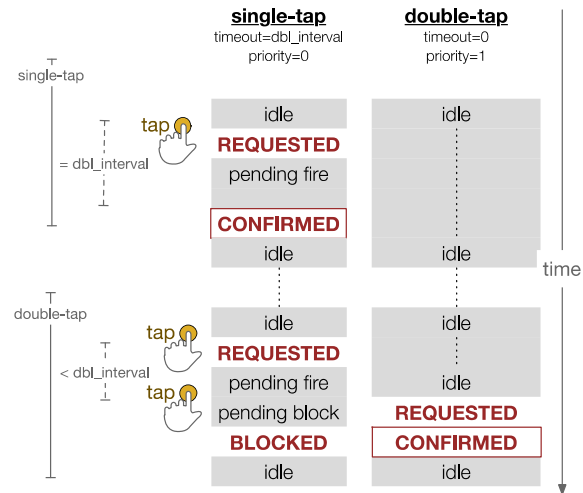 single-tap double-tap
timeout=dbl_interval timeout=0
priority=0 priority=1
single-tap
idle idle
tap
REQUESTED
= dbl_interval
pending fire
CONFIRMED
idle idle
time
double-tap
idle idle
tap
REQUESTED
< dbl_interval
pending fire idle
tap
pending block REQUESTED
BLOCKED CONFIRMED
idle idle